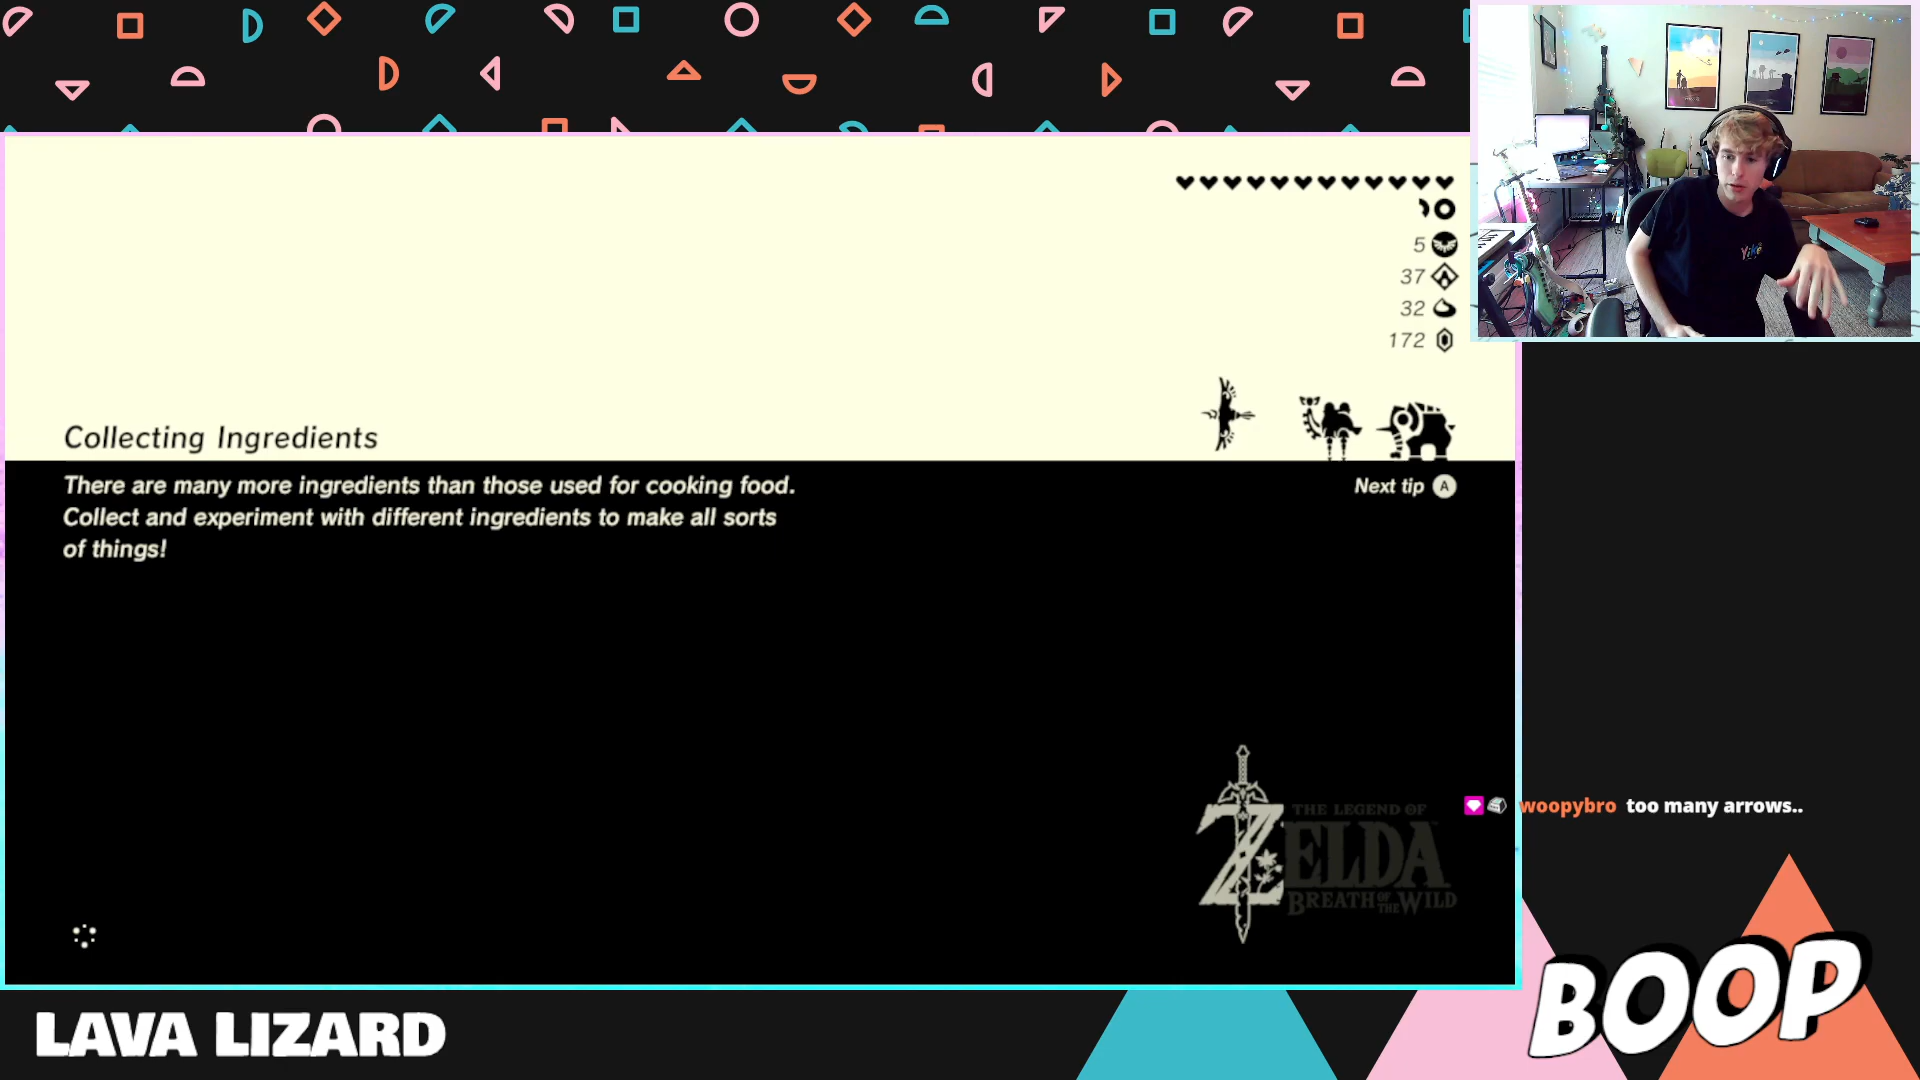 5
37
32
172
Collecting Ingredients
There are many more ingredients than those used for cooking food.
Collect and experiment with different ingredients to make all sorts
of things!
Next tip A
woopybro too many arrows..
THE LEGEND OF
ZELDA
BREATH OF THE WILD
LAVA LIZARD
BOOP